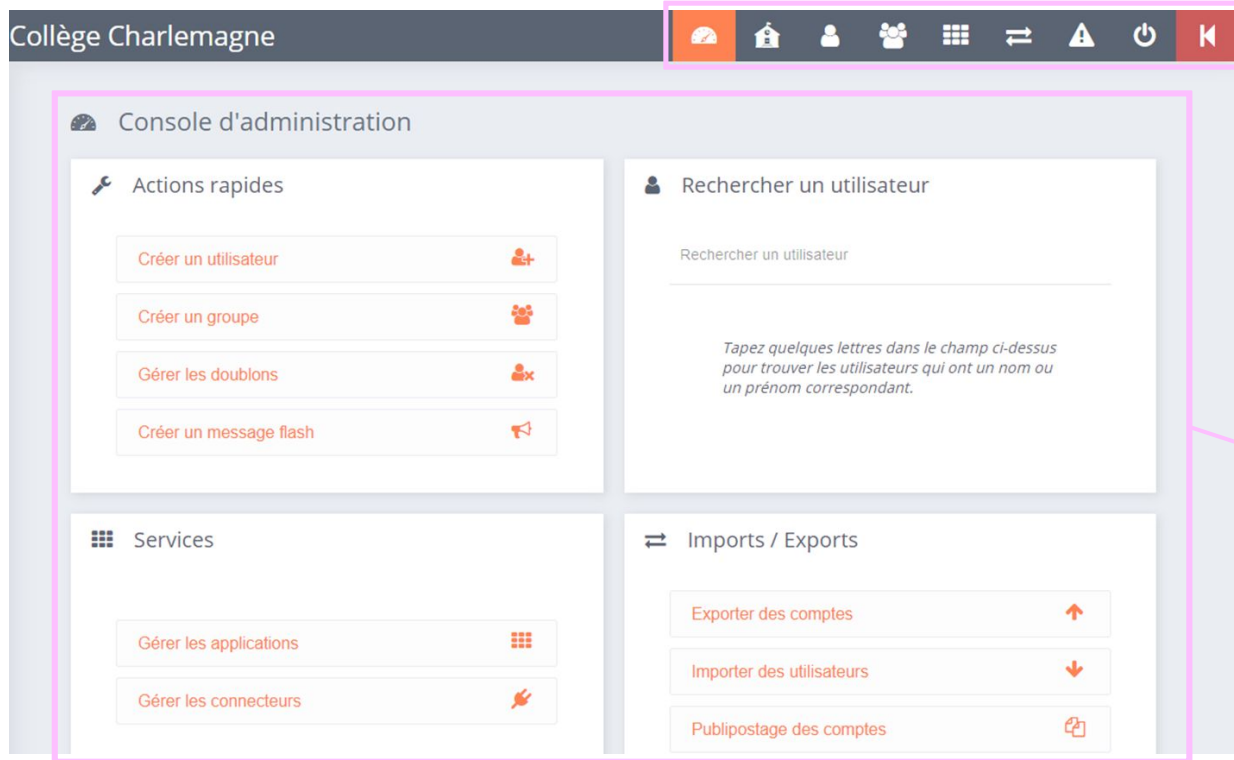 Collège Charlemagne
Console d'administration
Actions rapides
Créer un utilisateur
Créer un groupe
Gérer les doublons
Créer un message flash
Rechercher un utilisateur
Rechercher un utilisateur
Tapez quelques lettres dans le champ ci-dessus
pour trouver les utilisateurs qui ont un nom ou
un prénom correspondant.
Services
Gérer les applications
Gérer les connecteurs
Imports / Exports
Exporter des comptes
Importer des utilisateurs
Publipostage des comptes